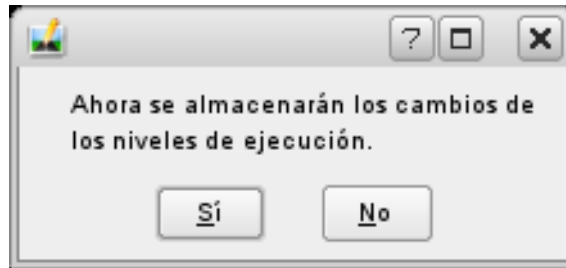 Ahora se almacenarán los cambios de
los niveles de ejecución.
Sí No